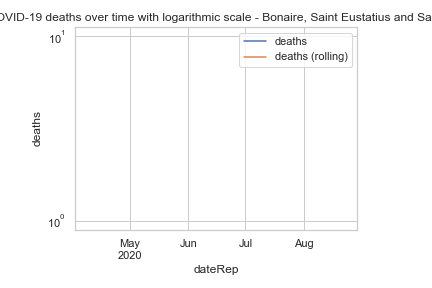 OVID-19 deaths over time with logarithmic scale - Bonaire, Saint Eustatius and Sa
10¹
deaths
deaths (rolling)
deaths
10⁰
May
Jun
Jul
Aug
2020
dateRep